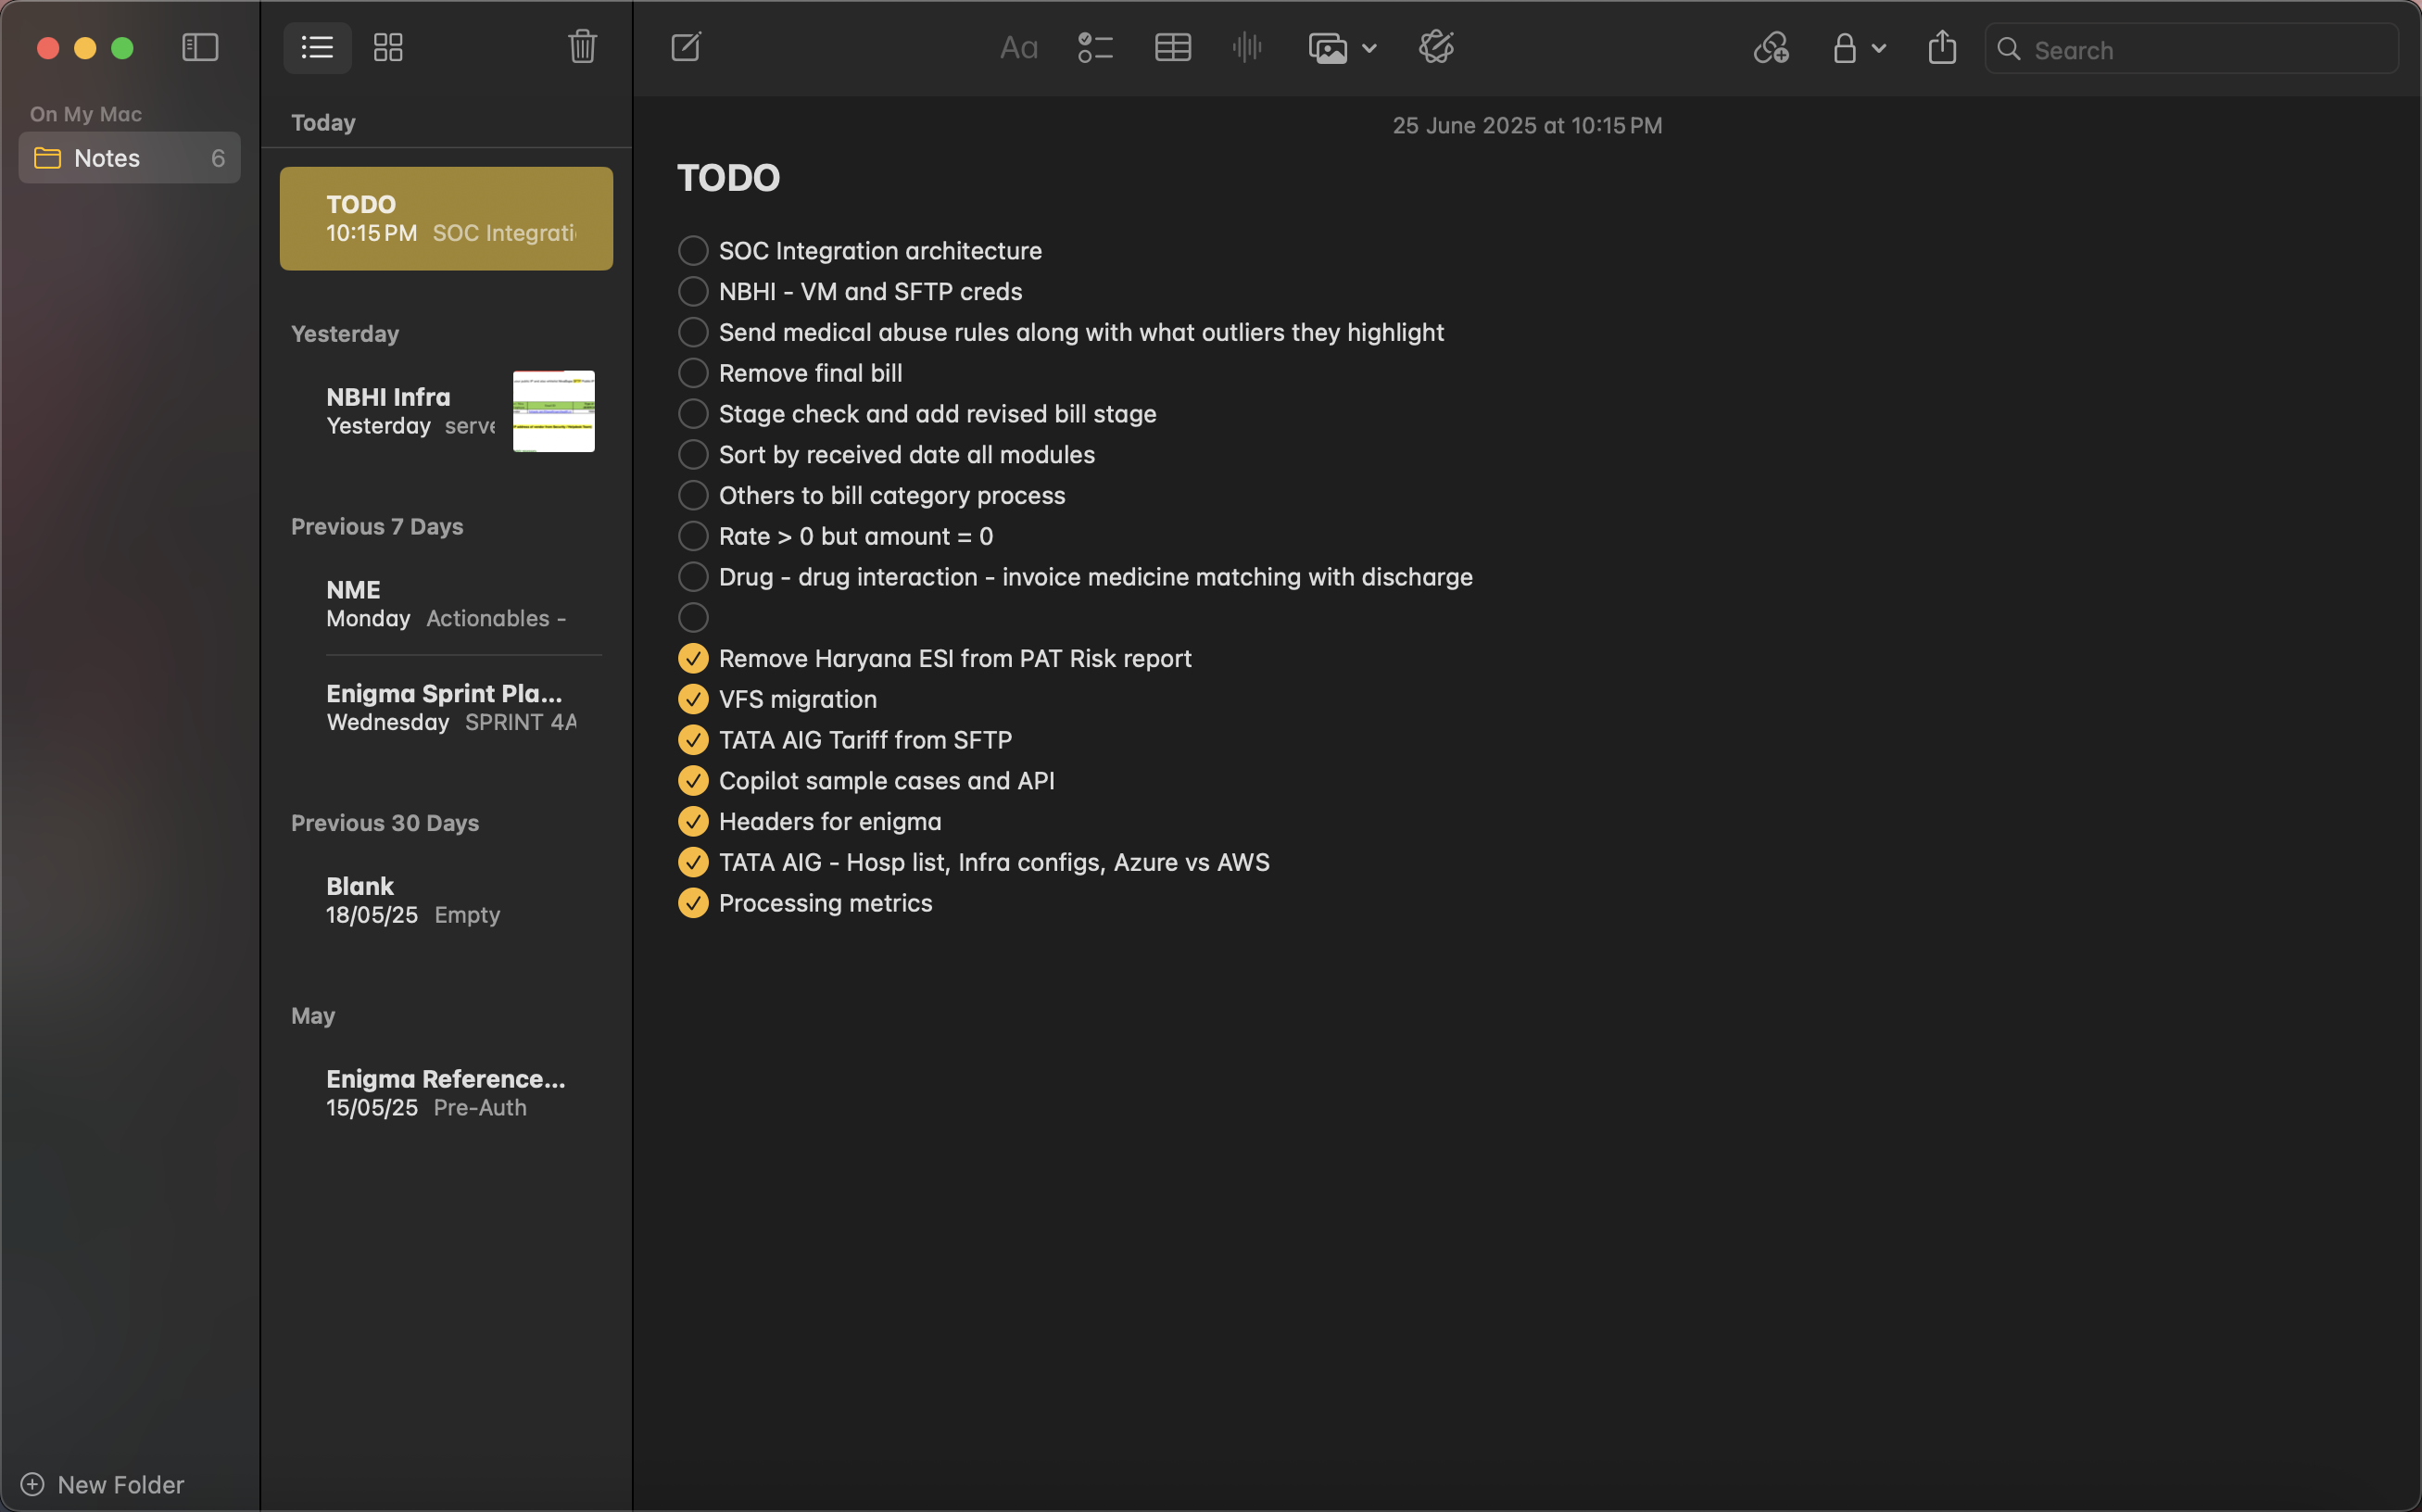 Search
On My Mac
Notes 6
New Folder
Today
TODO
10:15 PM SOC Integrati
Yesterday
NBHI Infra
Yesterday serve
Previous 7 Days
NME
Monday Actionables -
Enigma Sprint Pla...
Wednesday SPRINT 4A
Previous 30 Days
Blank
18/05/25 Empty
May
Enigma Reference...
15/05/25 Pre-Auth
Aa
25 June 2025 at 10:15 PM
TODO
SOC Integration architecture
NBHI - VM and SFTP creds
Send medical abuse rules along with what outliers they highlight
Remove final bill
Stage check and add revised bill stage
Sort by received date all modules
Others to bill category process
Rate > 0 but amount = 0
Drug - drug interaction - invoice medicine matching with discharge
Remove Haryana ESI from PAT Risk report
VFS migration
TATA AIG Tariff from SFTP
Copilot sample cases and API
Headers for enigma
TATA AIG - Hosp list, Infra configs, Azure vs AWS
Processing metrics